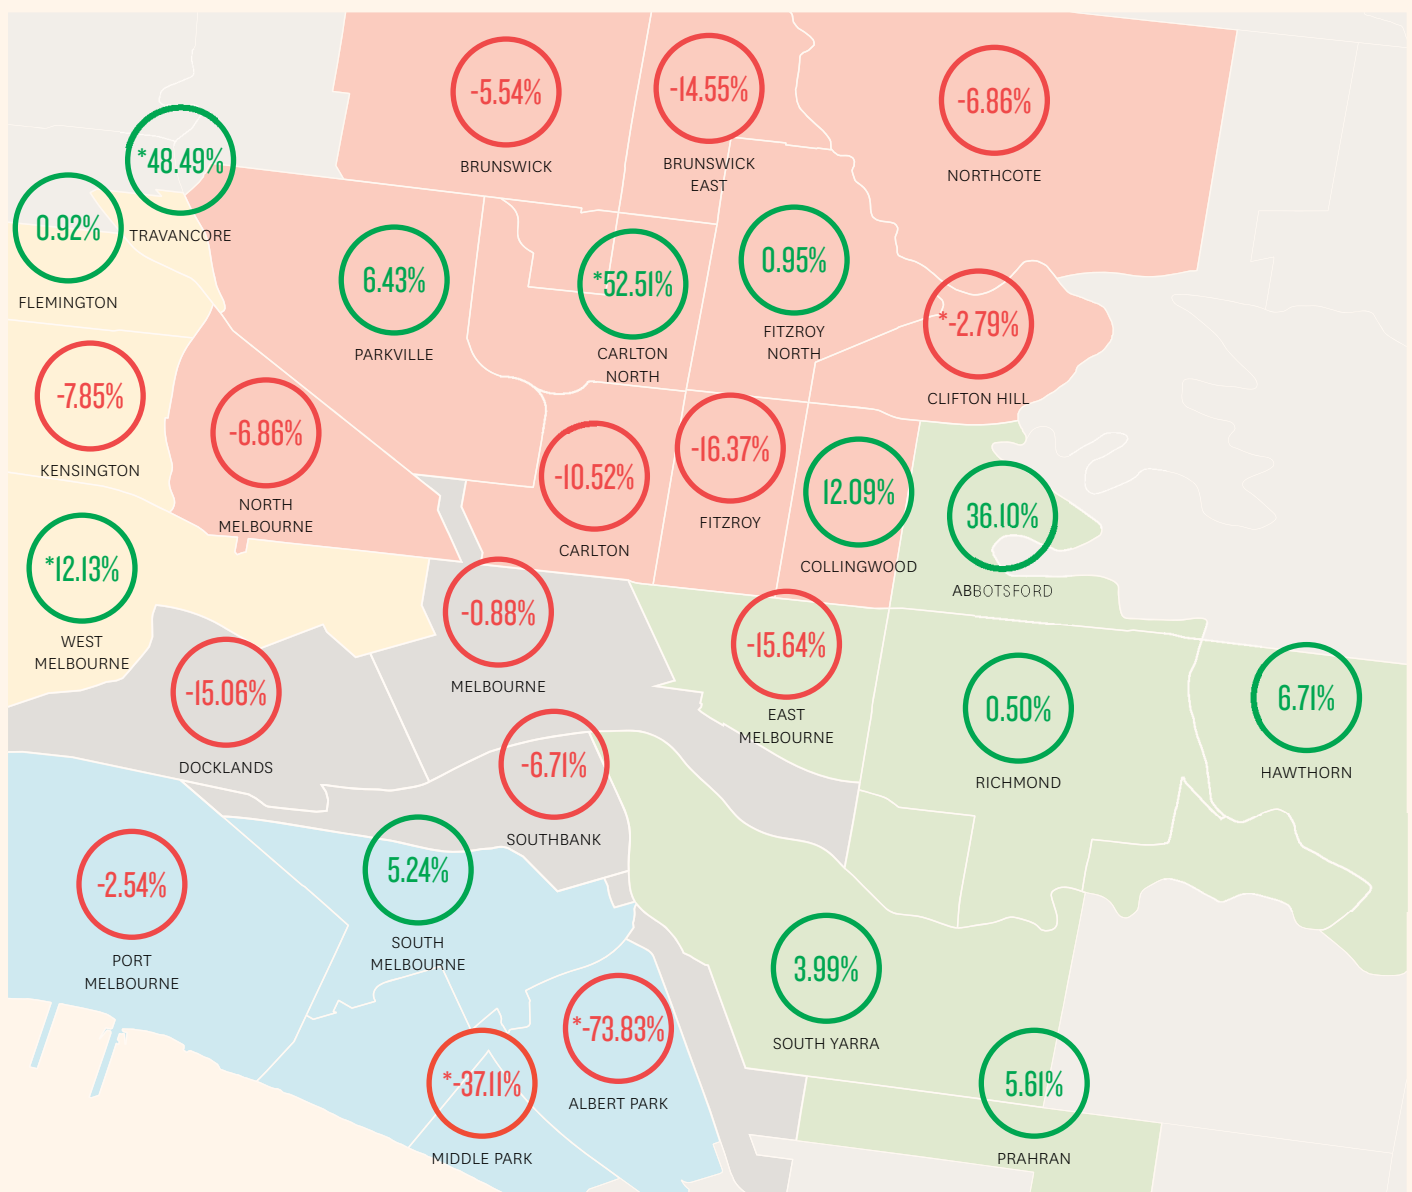 -5.54%
BRUNSWICK
-14.55%
BRUNSWICK
EAST
-6.86%
NORTHCOTE
*48.49%
TRAVANCORE
0.92%
FLEMINGTON
6.43%
PARKVILLE
*52.51%
CARLTON
NORTH
0.95%
FITZROY
NORTH
*-2.79%
CLIFTON HILL
-7.85%
KENSINGTON
-6.86%
NORTH
MELBOURNE
-10.52%
CARLTON
-16.37%
FITZROY
12.09%
COLLINGWOOD
36.10%
ABBOTSFORD
*12.13%
WEST
MELBOURNE
-0.88%
MELBOURNE
-15.64%
EAST
MELBOURNE
0.50%
RICHMOND
6.71%
HAWTHORN
-15.06%
DOCKLANDS
-6.71%
SOUTHBANK
-2.54%
PORT
MELBOURNE
5.24%
SOUTH
MELBOURNE
3.99%
SOUTH YARRA
*-73.83%
ALBERT PARK
*-37.11%
MIDDLE PARK
5.61%
PRAHRAN